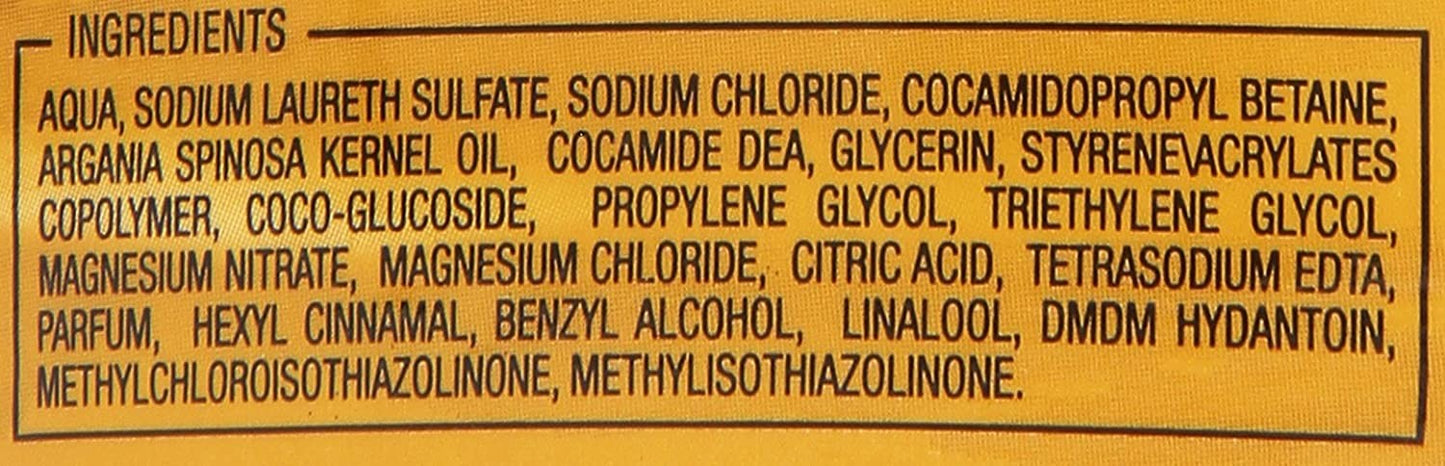 INGREDIENTS
AQUA, SODIUM LAURETH SULFATE, SODIUM CHLORIDE, COCAMIDOPROPYL BETAINE,
ARGANIA SPINOSA KERNEL OIL, COCAMIDE DEA, GLYCERIN, STYRENE\ACRYLATES
COPOLYMER, COCO-GLUCOSIDE, PROPYLENE GLYCOL, TRIETHYLENE GLYCOL,
MAGNESIUM NITRATE, MAGNESIUM CHLORIDE, CITRIC ACID, TETRASODIUM EDTA,
PARFUM, HEXYL CINNAMAL, BENZYL ALCOHOL, LINALOOL, DMDM HYDANTOIN,
METHYLCHLOROISOTHIAZOLINONE, METHYLISOTHIAZOLINONE.